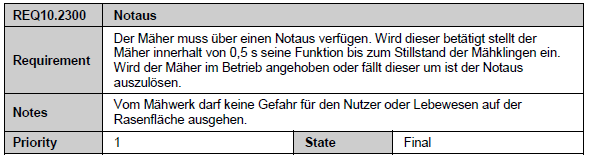 REQ10.2300 Notaus
Requirement
Der Mäher muss über einen Notaus verfügen. Wird dieser betätigt stellt der
Mäher innerhalb von 0,5 s seine Funktion bis zum Stillstand der Mähklingen ein.
Wird der Mäher im Betrieb angehoben oder fällt dieser um ist der Notaus
auszulösen.
Notes
Vom Mähwerk darf keine Gefahr für den Nutzer oder Lebewesen auf der
Rasenfläche ausgehen.
Priority 1 State Final